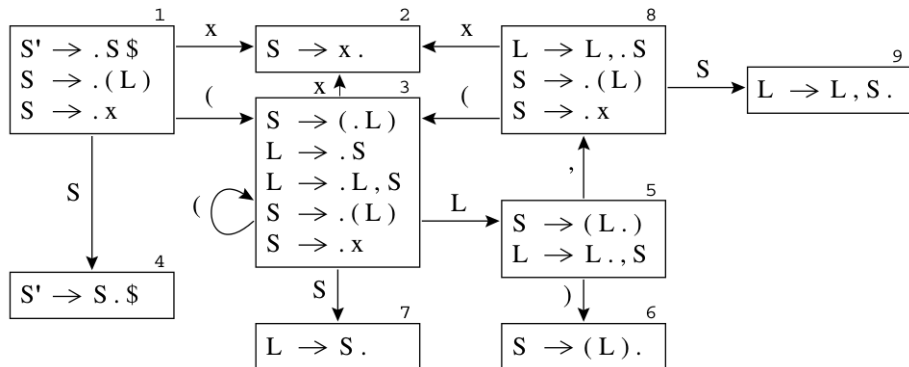 1
S' → . S $
S → . ( L )
S → . x
x
2
S → x .
x
8
L → L , . S
S → . ( L )
S → . x
S
9
L → L , S .
(
x
3
S → ( . L )
L → . S
L → . L , S
S → . ( L )
S → . x
(
(
L
,
5
S → ( L . )
L → L . , S
S
4
S' → S . $
S
7
L → S .
)
6
S → ( L ) .